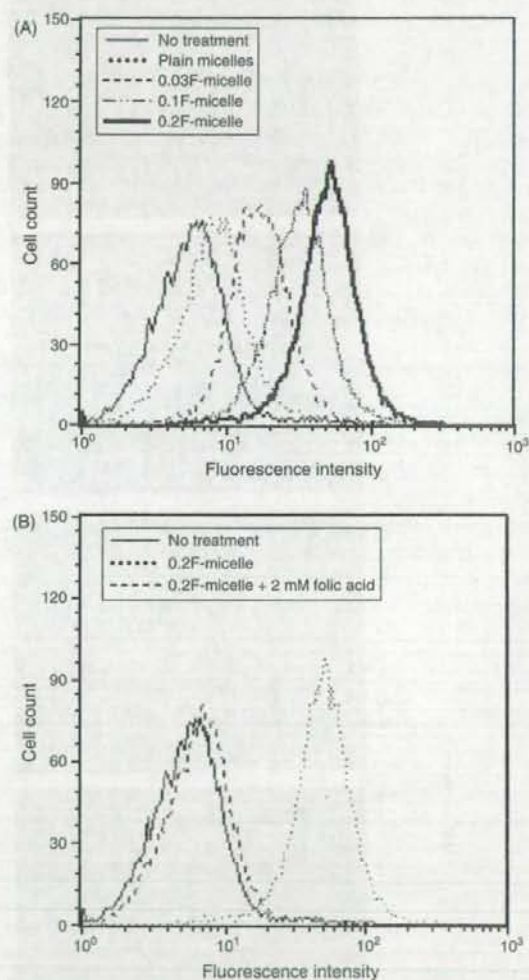 (A)
150
120
90
60
30
0
Cell count
No treatment
Plain micelles
0.03F-micelle
0.1F-micelle
0.2F-micelle
10⁰ 10¹ 10² 10³
Fluorescence intensity
(B)
150
120
90
60
30
0
Cell count
No treatment
0.2F-micelle
0.2F-micelle + 2 mM folic acid
10⁰ 10¹ 10² 10³
Fluorescence intensity